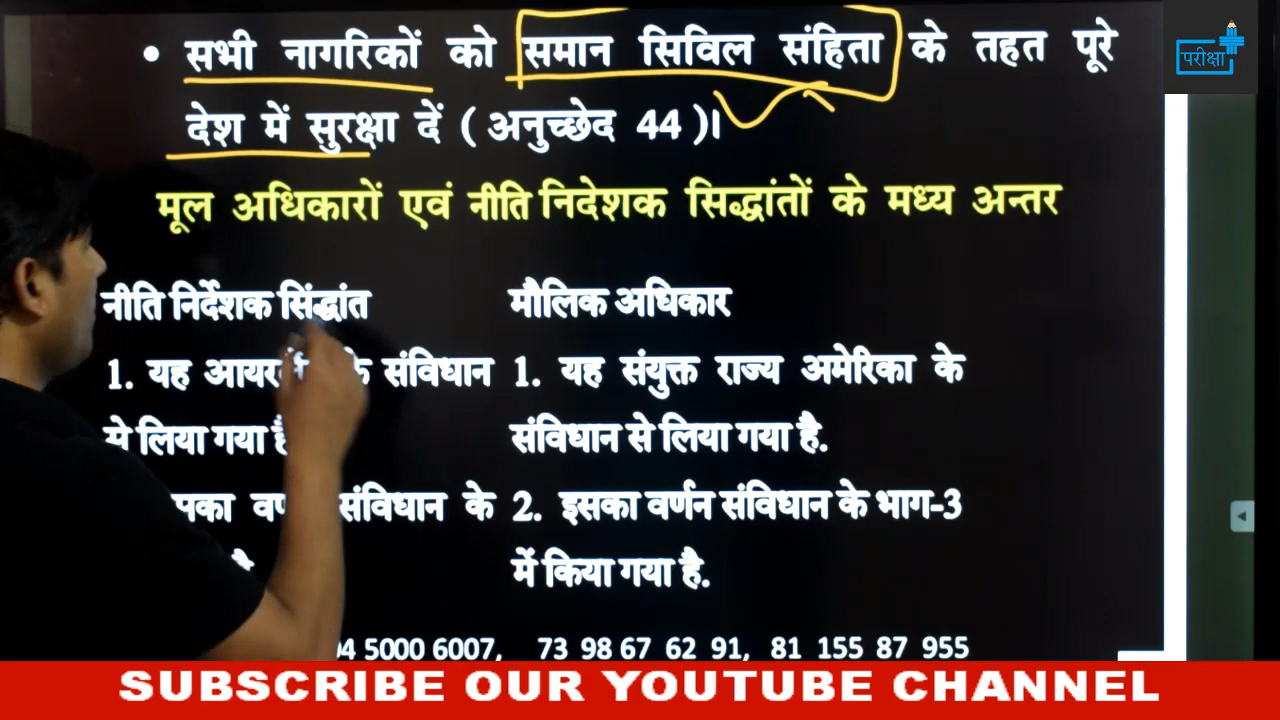 परीक्षा
• सभी नागरिकों को समान सिविल संहिता के तहत पूरे
देश में सुरक्षा दें ( अनुच्छेद 44 )।
मूल अधिकारों एवं नीति निदेशक सिद्धांतों के मध्य अन्तर
नीति निर्देशक सिंद्धांत
मौलिक अधिकार
1. यह संविधान
1. यह संयुक्त राज्य अमेरिका के
लिया गया
संविधान से लिया गया है.
संविधान के
2. इसका वर्णन संविधान के भाग-3
में किया गया है.
5000 6007, 73 98 67 62 91, 81 155 87 955
SUBSCRIBE OUR YOUTUBE CHANNEL